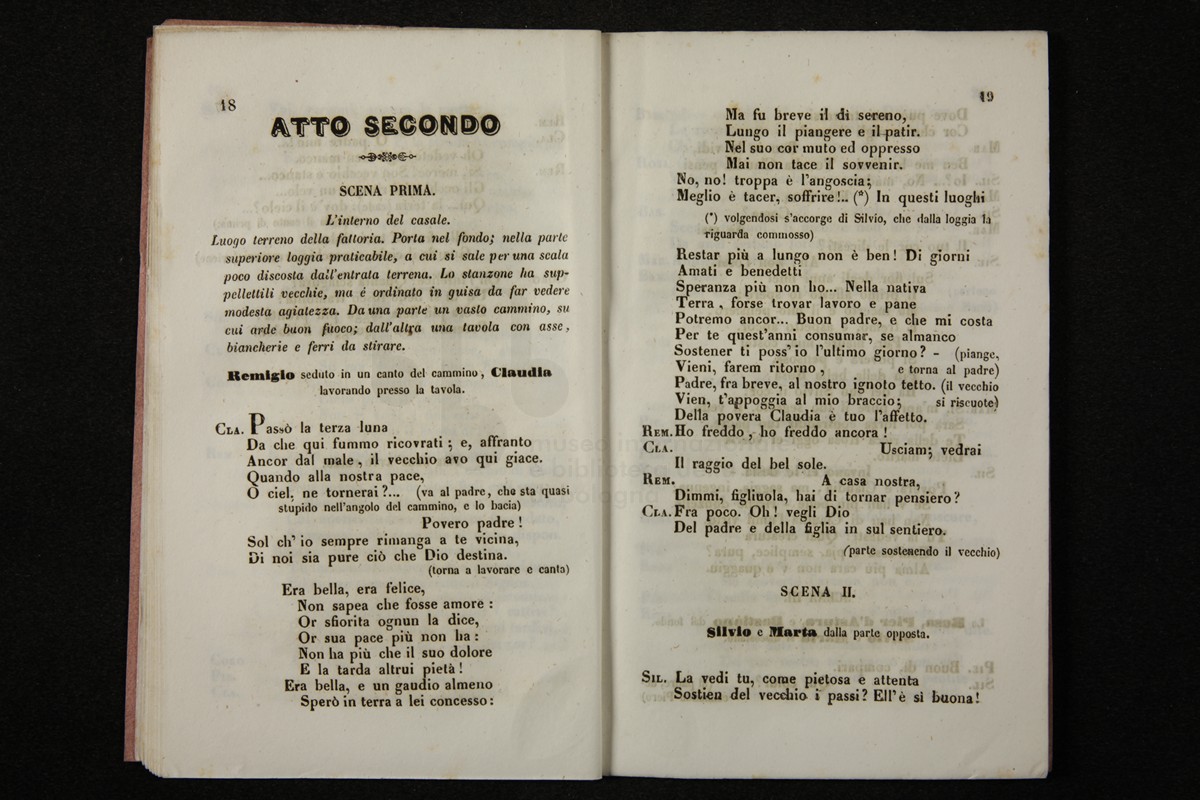 18
ATTO SECONDO
SCENA PRIMA.
L'interno del casale.
Luogo terreno della fattoria. Porta nel fondo; nella parte
superiore loggia praticabile, a cui si sale per una scala
poco discosta dall'entrata terrena. Lo stanzone ha sup-
pellettili vecchie, ma é ordinato in guisa da far vedere
modesta agiatezza. Da una parte un vasto cammino, su
cui arde buon fuoco; dall'altra una tavola con asse,
biancherie e ferri da stirare.
Remigio seduto in un canto del cammino, Claudia
lavorando presso la tavola.
CLA. Passò la terza luna
Da che qui fummo ricovrati; e, affranto
Ancor dal male, il vecchio avo qui giace.
Quando alla nostra pace,
O ciel, ne tornerai?... (va al padre, che sta quasi
stupido nell'angolo del cammino, e lo bacia)
Povero padre!
Sol ch'io sempre rimanga a te vicina,
Di noi sia pure ciò che Dio destina.
(torna a lavorare e canta)
Era bella, era felice,
Non sapea che fosse amore:
Or sfiorita ognun la dice,
Or sua pace più non ha:
Non ha più che il suo dolore
E la tarda altrui pietà!
Era bella, e un gaudio almeno
Sperò in terra a lei concesso:
19
Ma fu breve il di sereno,
Lungo il piangere e il patir.
Nel suo cor muto ed oppresso
Mai non tace il sovvenir.
No, no! troppa è l'angoscia;
Meglio è tacer, soffrire!.. (*) In questi luoghi
(*) volgendosi s'accorge di Silvio, che dalla loggia la
riguarda commosso)
Restar più a lungo non è ben! Di giorni
Amati e benedetti
Speranza più non ho... Nella nativa
Terra, forse trovar lavoro e pane
Potremo ancor... Buon padre, e che mi costa
Per te quest'anni consumar, se almanco
Sostener ti poss'io l'ultimo giorno? - (piange,
Vieni, farem ritorno, e torna al padre)
Padre, fra breve, al nostro ignoto tetto. (il vecchio
Vien, t'appoggia al mio braccio; si riscuote)
Della povera Claudia è tuo l'affetto.
REM. Ho freddo, ho freddo ancora!
CLA. Usciam; vedrai
Il raggio del bel sole.
REM. A casa nostra,
Dimmi, figliuola, hai di tornar pensiero?
CLA. Fra poco. Oh! vegli Dio
Del padre e della figlia in sul sentiero.
(parte sostenendo il vecchio)
SCENA II.
Silvio e Marta dalla parte opposta.
SIL. La vedi tu, come pietosa e attenta
Sostien del vecchio i passi? Ell'è sì buona!